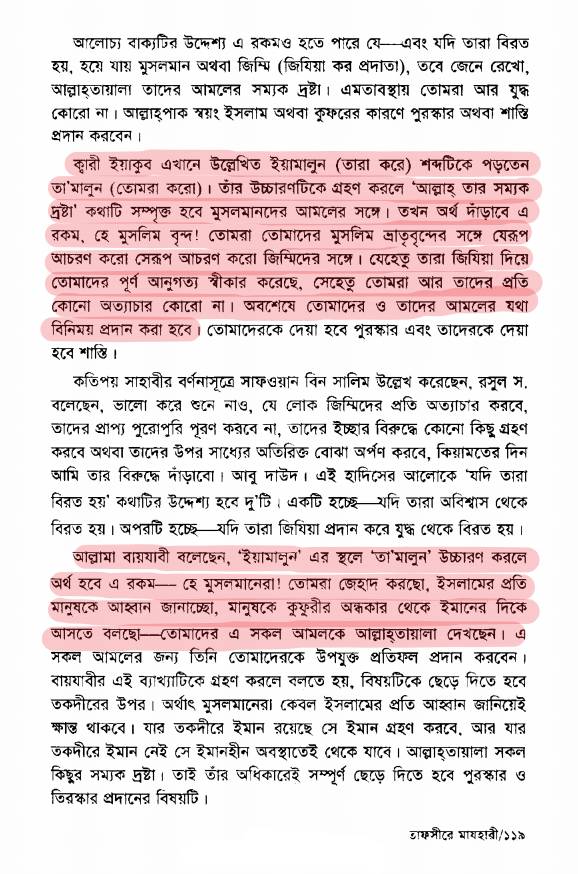 আলোচ্য বাক্যটির উদ্দেশ্য এ রকমও হতে পারে যে—এবং যদি তারা বিরত
হয়, হয়ে যায় মুসলমান অথবা জিম্মি (জিযিয়া কর প্রদাতা), তবে জেনে রেখো,
আল্লাহ্‌তায়ালা তাদের আমলের সম্যক দ্রষ্টা। এমতাবস্থায় তোমরা আর যুদ্ধ
কোরো না। আল্লাহ্‌পাক স্বয়ং ইসলাম অথবা কুফরের কারণে পুরস্কার অথবা শাস্তি
প্রদান করবেন।
ক্বারী ইয়াকুব এখানে উল্লেখিত ইয়ামালুন (তারা করে) শব্দটিকে পড়তেন
তা'মালুন (তোমরা করো)। তাঁর উচ্চারণটিকে গ্রহণ করলে ‘আল্লাহ্ তার সম্যক
দ্রষ্টা’ কথাটি সম্পৃক্ত হবে মুসলমানদের আমলের সঙ্গে। তখন অর্থ দাঁড়াবে এ
রকম, হে মুসলিম বৃন্দ! তোমরা তোমাদের মুসলিম ভ্রাতৃবৃন্দের সঙ্গে যেরূপ
আচরণ করো সেরূপ আচরণ করো জিম্মিদের সঙ্গে। যেহেতু তারা জিযিয়া দিয়ে
তোমাদের পূর্ণ আনুগত্য স্বীকার করেছে, সেহেতু তোমরা আর তাদের প্রতি
কোনো অত্যাচার কোরো না। অবশেষে তোমাদের ও তাদের আমলের যথা
বিনিময় প্রদান করা হবে। তোমাদেরকে দেয়া হবে পুরস্কার এবং তাদেরকে দেয়া
হবে শাস্তি।
কতিপয় সাহাবীর বর্ণনাসূত্রে সাফওয়ান বিন সালিম উল্লেখ করেছেন, রসুল স.
বলেছেন, ভালো করে শুনে নাও, যে লোক জিম্মিদের প্রতি অত্যাচার করবে,
তাদের প্রাপ্য পুরোপুরি পূরণ করবে না, তাদের ইচ্ছার বিরুদ্ধে কোনো কিছু গ্রহণ
করবে অথবা তাদের উপর সাধ্যের অতিরিক্ত বোঝা অর্পণ করবে, কিয়ামতের দিন
আমি তার বিরুদ্ধে দাঁড়াবো। আবু দাউদ। এই হাদিসের আলোকে ‘যদি তারা
বিরত হয়’ কথাটির উদ্দেশ্য হবে দু'টি। একটি হচ্ছে—যদি তারা অবিশ্বাস থেকে
বিরত হয়। অপরটি হচ্ছে—যদি তারা জিযিয়া প্রদান করে যুদ্ধ থেকে বিরত হয়।
আল্লামা বায়যাবী বলেছেন, ‘ইয়ামালুন’ এর স্থলে ‘তা'মালুন’ উচ্চারণ করলে
অর্থ হবে এ রকম— হে মুসলমানেরা! তোমরা জেহাদ করছো, ইসলামের প্রতি
মানুষকে আহ্বান জানাচ্ছো, মানুষকে কুফুরীর অন্ধকার থেকে ইমানের দিকে
আসতে বলছো—তোমাদের এ সকল আমলকে আল্লাহ্‌তায়ালা দেখছেন। এ
সকল আমলের জন্য তিনি তোমাদেরকে উপযুক্ত প্রতিফল প্রদান করবেন।
বায়যাবীর এই ব্যাখ্যাটিকে গ্রহণ করলে বলতে হয়, বিষয়টিকে ছেড়ে দিতে হবে
তকদীরের উপর। অর্থাৎ মুসলমানেরা কেবল ইসলামের প্রতি আহ্বান জানিয়েই
ক্ষান্ত থাকবে। যার তকদীরে ইমান রয়েছে সে ইমান গ্রহণ করবে, আর যার
তকদীরে ইমান নেই সে ইমানহীন অবস্থাতেই থেকে যাবে। আল্লাহ্‌তায়ালা সকল
কিছুর সম্যক দ্রষ্টা। তাই তাঁর অধিকারেই সম্পূর্ণ ছেড়ে দিতে হবে পুরস্কার ও
তিরস্কার প্রদানের বিষয়টি।
তাফসীরে মাযহারী/১১৯